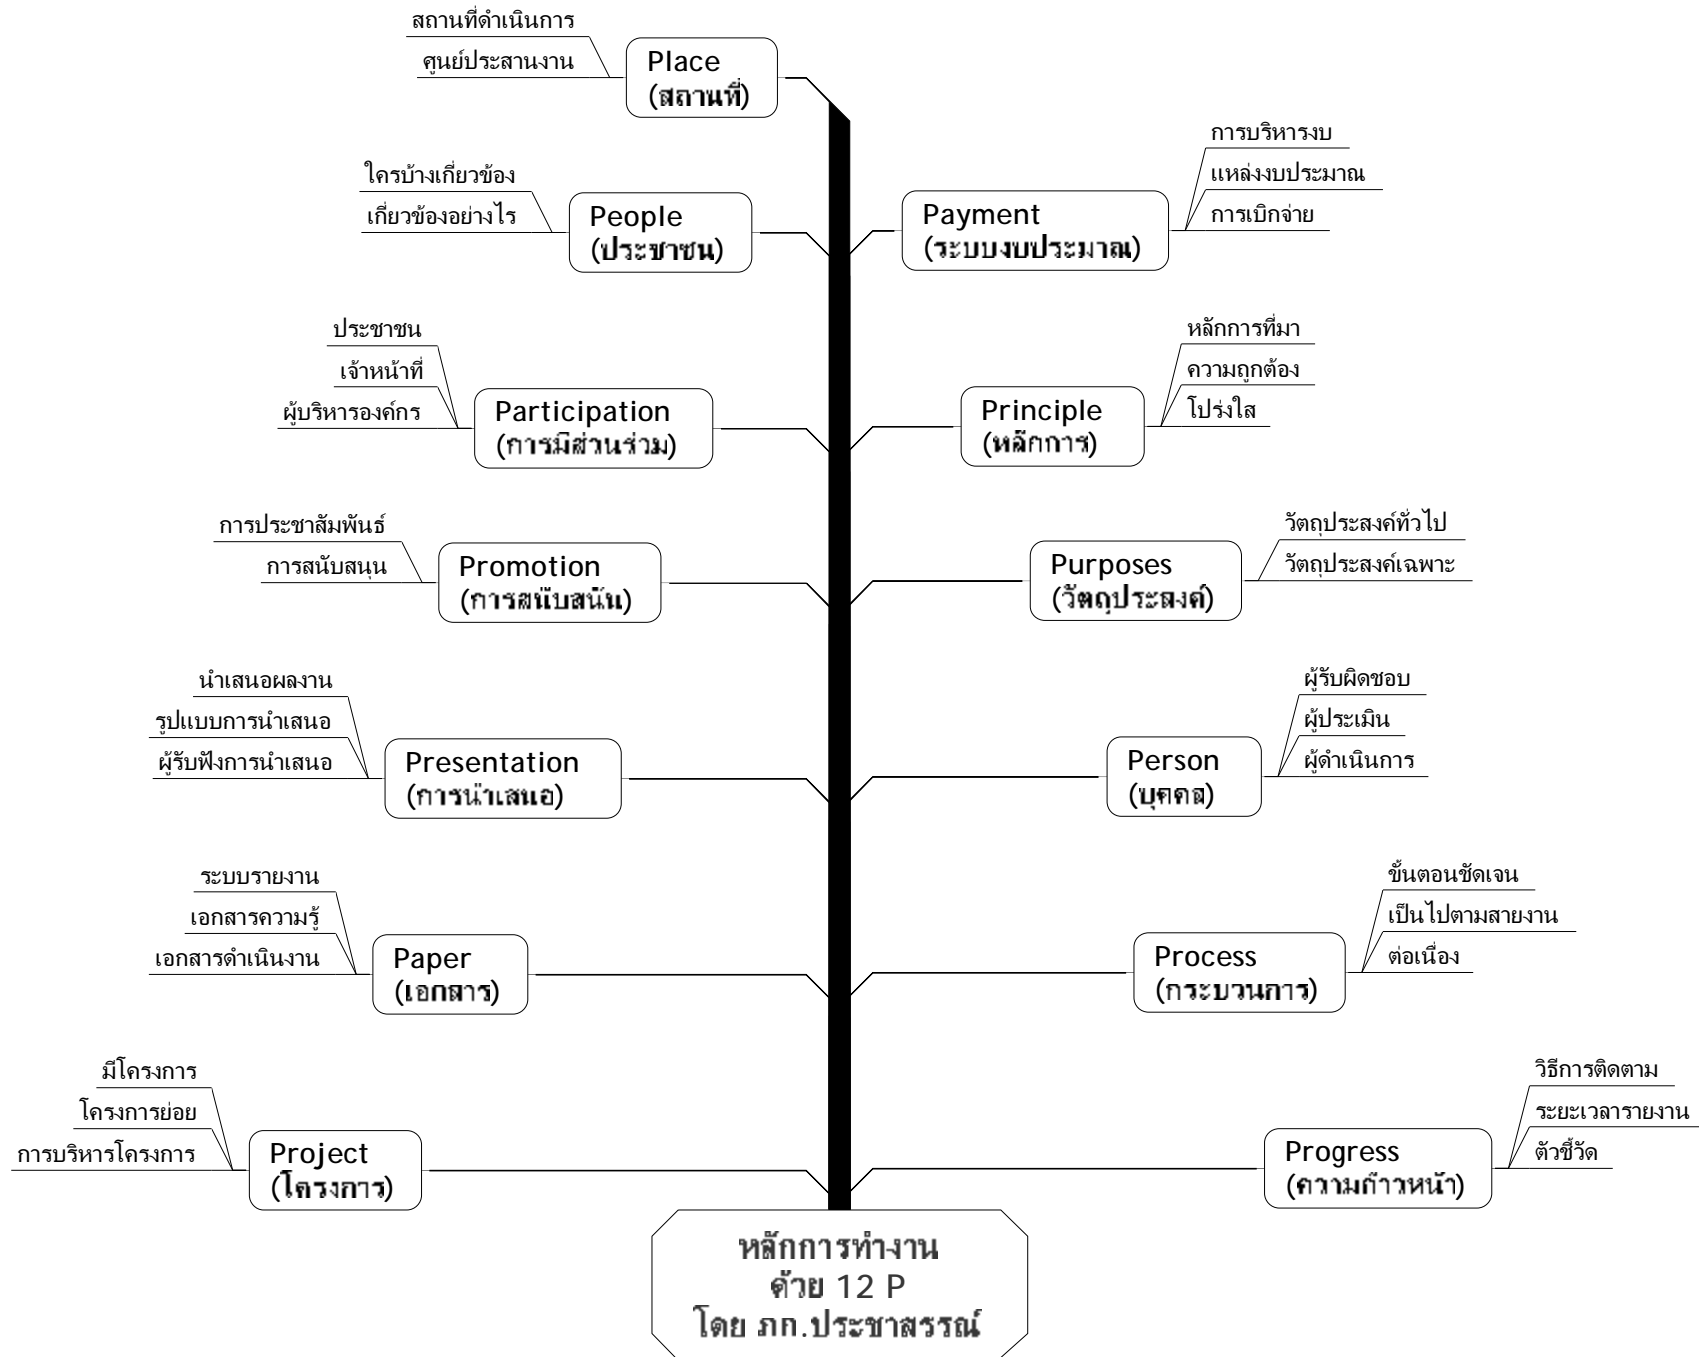 สถานที่ดำเนินการ
ศูนย์ประสานงาน
Place
(สถานที่)
ใครบ้างเกี่ยวข้อง
เกี่ยวข้องอย่างไร
People
(ประชาชน)
ประชาชน
เจ้าหน้าที่
ผู้บริหารองค์กร
Participation
(การมีส่วนร่วม)
การประชาสัมพันธ์
การสนับสนุน
Promotion
(การสนับสนัน)
นำเสนอผลงาน
รูปแบบการนำเสนอ
ผู้รับฟังการนำเสนอ
Presentation
(การนำเสนอ)
ระบบรายงาน
เอกสารความรู้
เอกสารดำเนินงาน
Paper
(เอกสาร)
มีโครงการ
โครงการย่อย
การบริหารโครงการ
Project
(โครงการ)
การบริหารงบ
แหล่งงบประมาณ
การเบิกจ่าย
Payment
(ระบบงบประมาณ)
หลักการที่มา
ความถูกต้อง
โปร่งใส
Principle
(หลักการ)
วัตถุประสงค์ทั่วไป
วัตถุประสงค์เฉพาะ
Purposes
(วัตถุประสงค์)
ผู้รับผิดชอบ
ผู้ประเมิน
ผู้ดำเนินการ
Person
(บุคคล)
ขั้นตอนชัดเจน
เป็นไปตามสายงาน
ต่อเนื่อง
Process
(กระบวนการ)
วิธีการติดตาม
ระยะเวลารายงาน
ตัวชี้วัด
Progress
(ความก้าวหน้า)
หลักการทำงาน
ด้วย 12 P
โดย ภก.ประชาสรรณ์